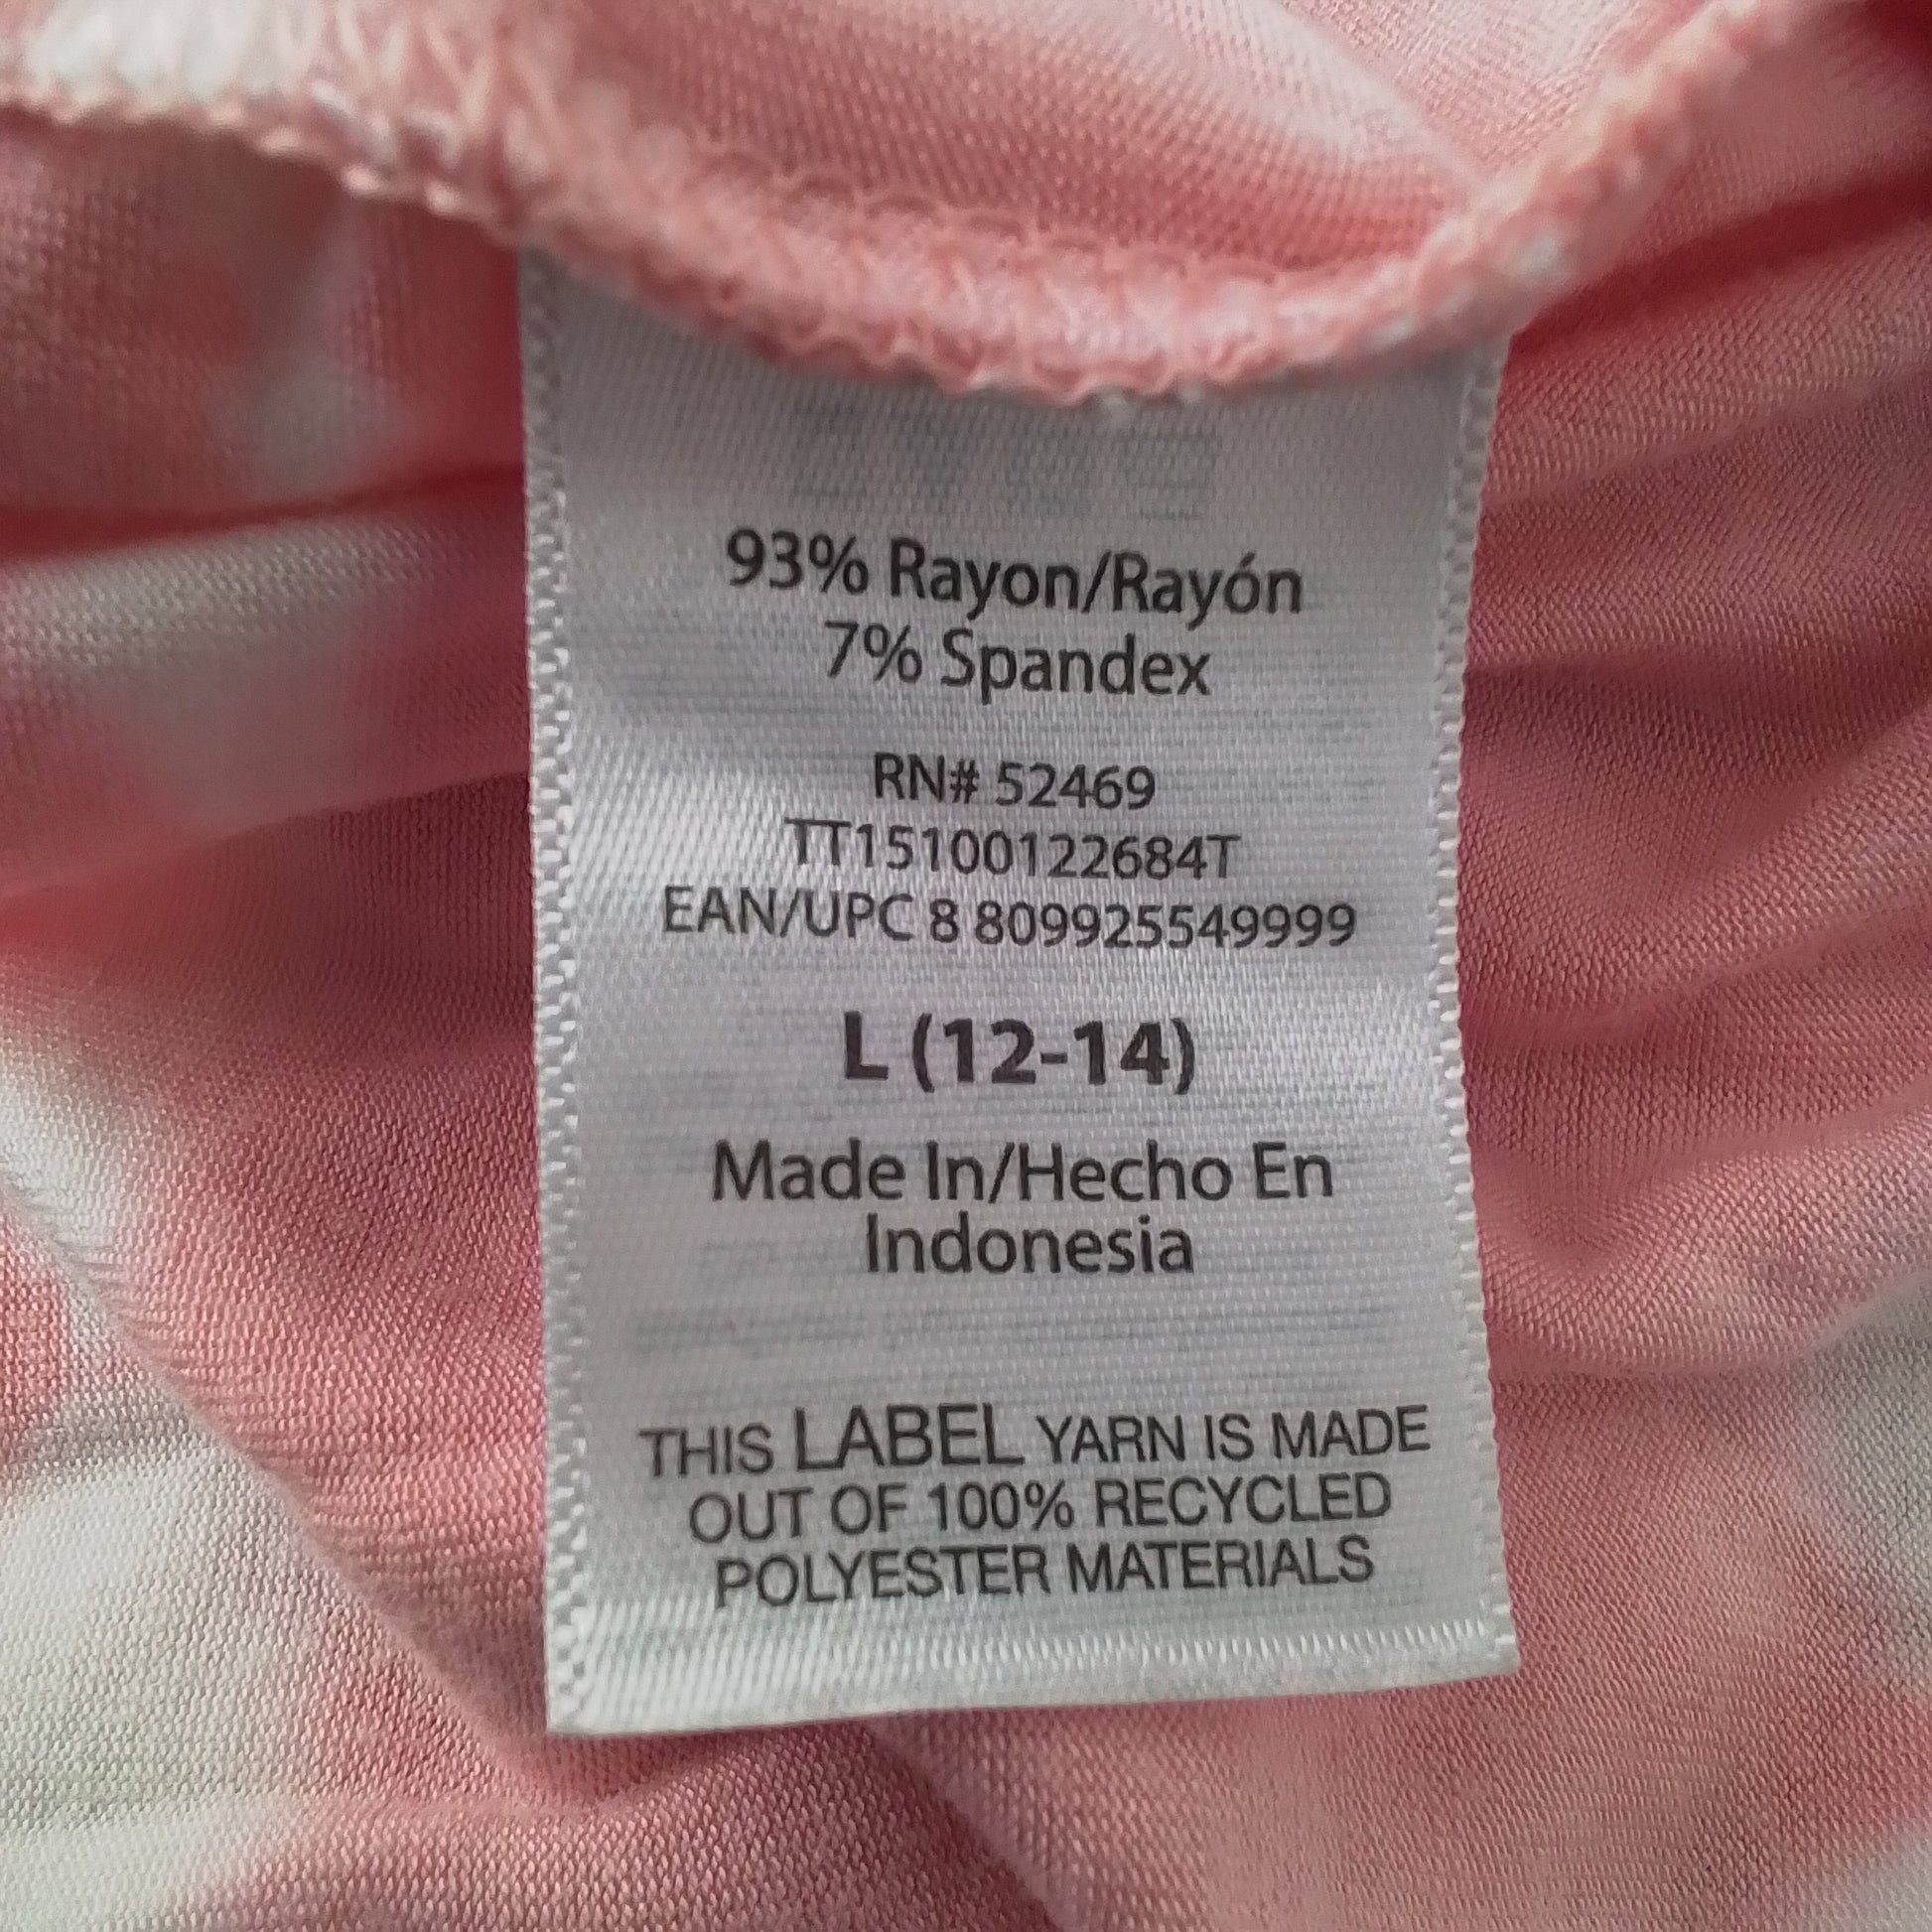 93% Rayon/Rayón
7% Spandex
RN# 52469
TT15100122684T
EAN/UPC 8 809925549999
L (12-14)
Made In/Hecho En
Indonesia
THIS LABEL YARN IS MADE
OUT OF 100% RECYCLED
POLYESTER MATERIALS